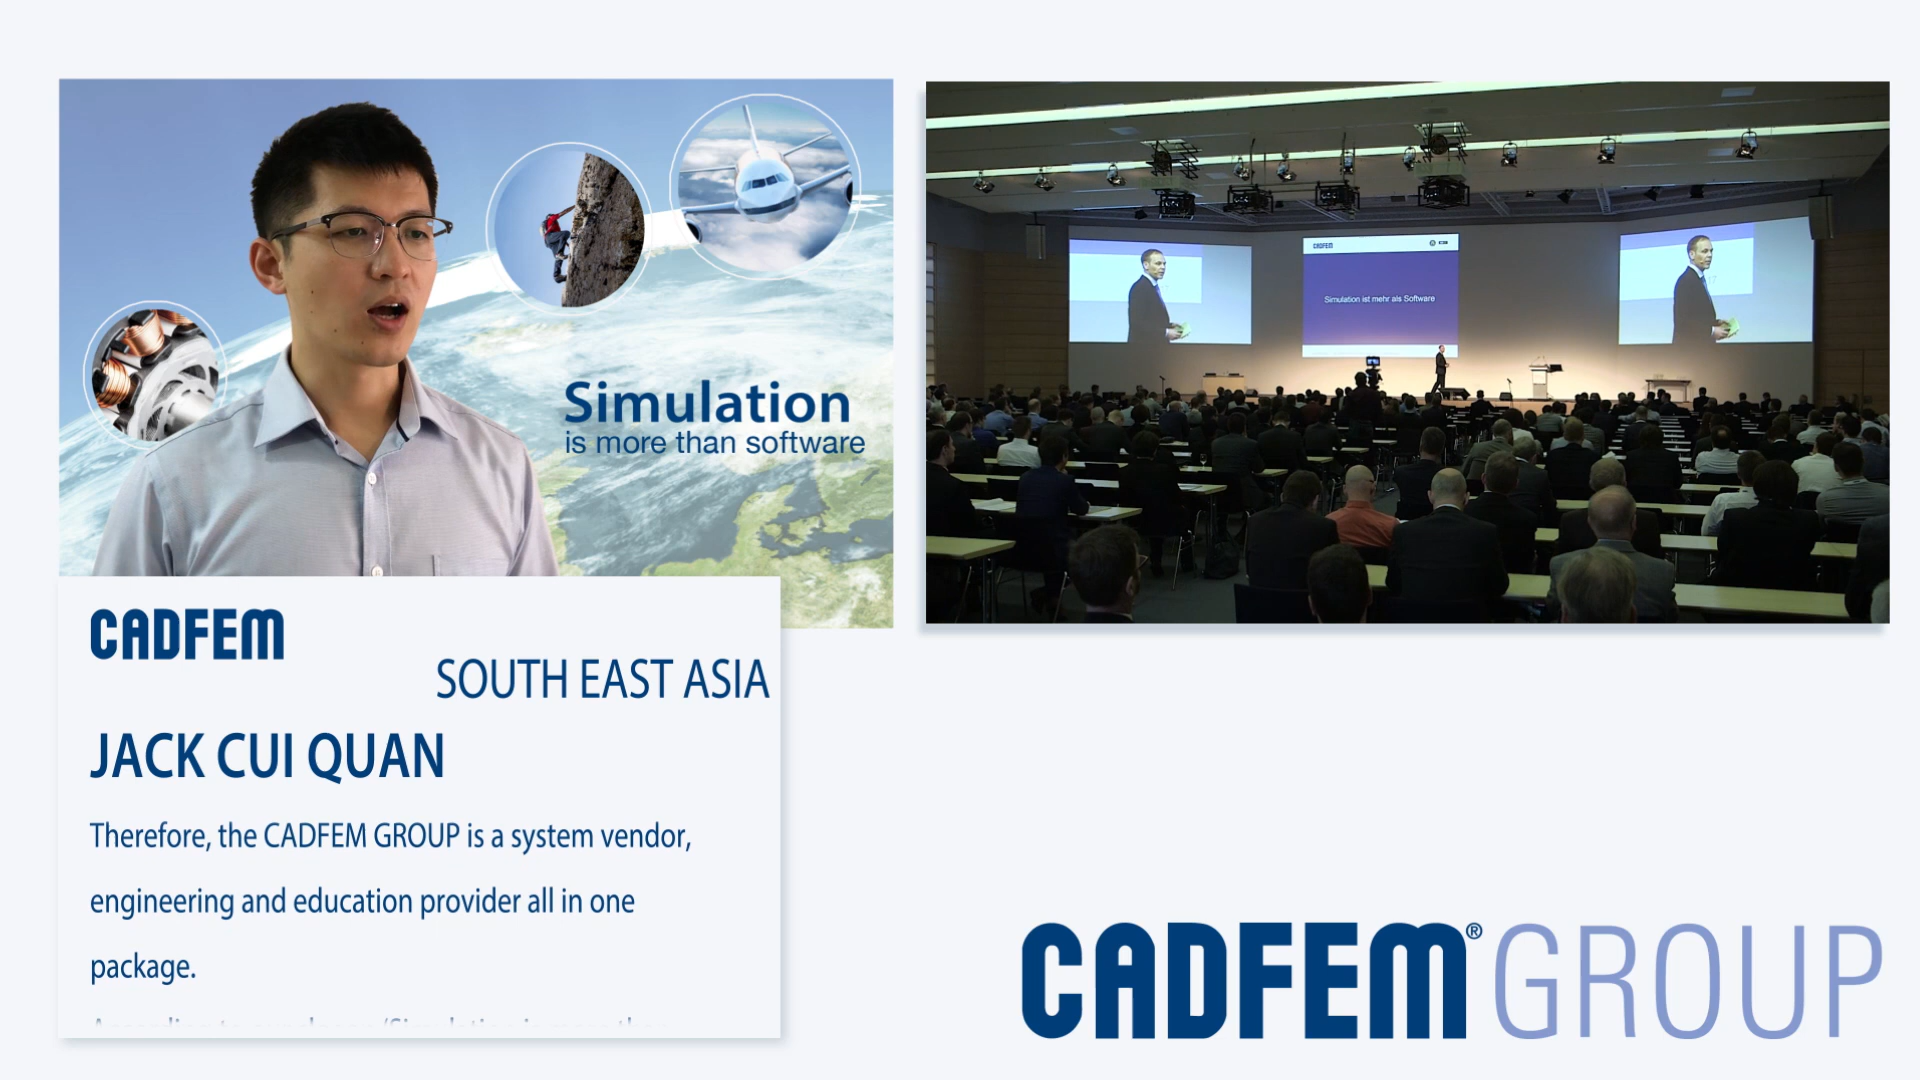 Simulation
is more than software
CADFEM
Simulation ist mehr als Software
CADFEM
SOUTH EAST ASIA
JACK CUI QUAN
Therefore, the CADFEM GROUP is a system vendor,
engineering and education provider all in one
package.
CADFEM® GROUP